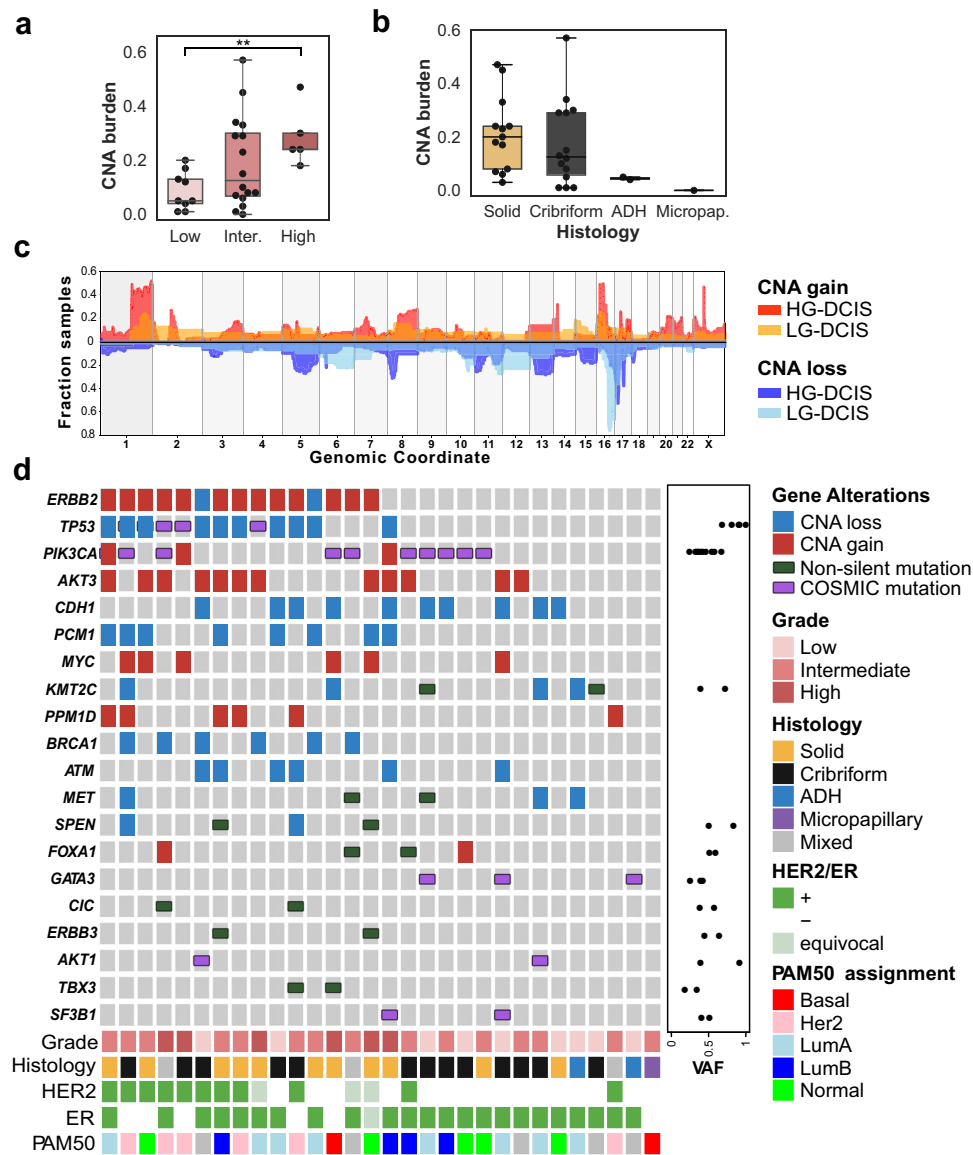 a
CNA burden
0.6
0.4
0.2
0.0
**
Low
Inter.
High
b
CNA burden
0.6
0.4
0.2
0.0
Solid
Cribriform
ADH
Micropap.
Histology
c
Fraction samples
0.6
0.4
0.2
0
0.2
0.4
0.6
0.8
1 2 3 4 5 6 7 8 9 10 11 12 13 14 15 16 17 18 20 22 X
Genomic Coordinate
CNA gain
HG-DCIS
LG-DCIS
CNA loss
HG-DCIS
LG-DCIS
d
ERBB2
TP53
PIK3CA
AKT3
CDH1
PCM1
MYC
KMT2C
PPM1D
BRCA1
ATM
MET
SPEN
FOXA1
GATA3
CIC
ERBB3
AKT1
TBX3
SF3B1
Grade
Histology
HER2
ER
PAM50
0
0.5
1
VAF
Gene Alterations
CNA loss
CNA gain
Non-silent mutation
COSMIC mutation
Grade
Low
Intermediate
High
Histology
Solid
Cribriform
ADH
Micropapillary
Mixed
HER2/ER
+
−
equivocal
PAM50 assignment
Basal
Her2
LumA
LumB
Normal